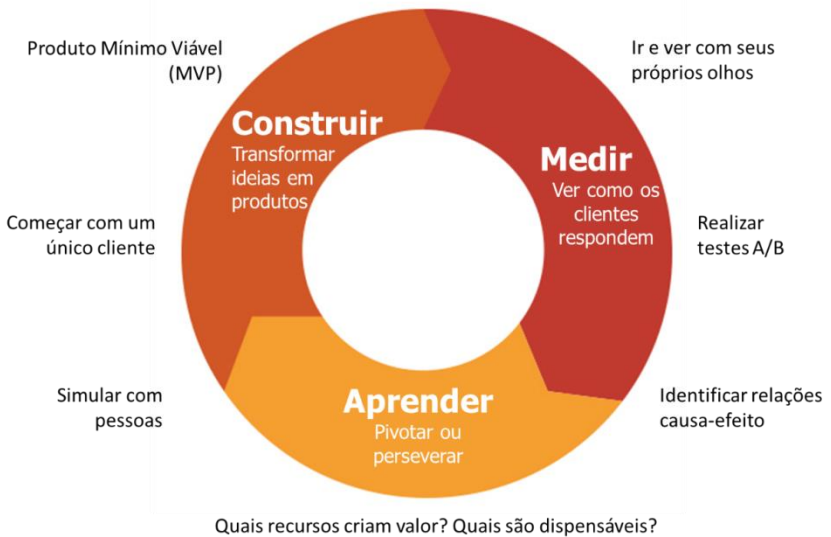 Produto Mínimo Viável
(MVP)
Ir e ver com seus
próprios olhos
Construir
Transformar
ideias em
produtos
Medir
Ver como os
clientes
respondem
Começar com um
único cliente
Realizar
testes A/B
Simular com
pessoas
Aprender
Pivotar ou
perseverar
Identificar relações
causa-efeito
Quais recursos criam valor? Quais são dispensáveis?